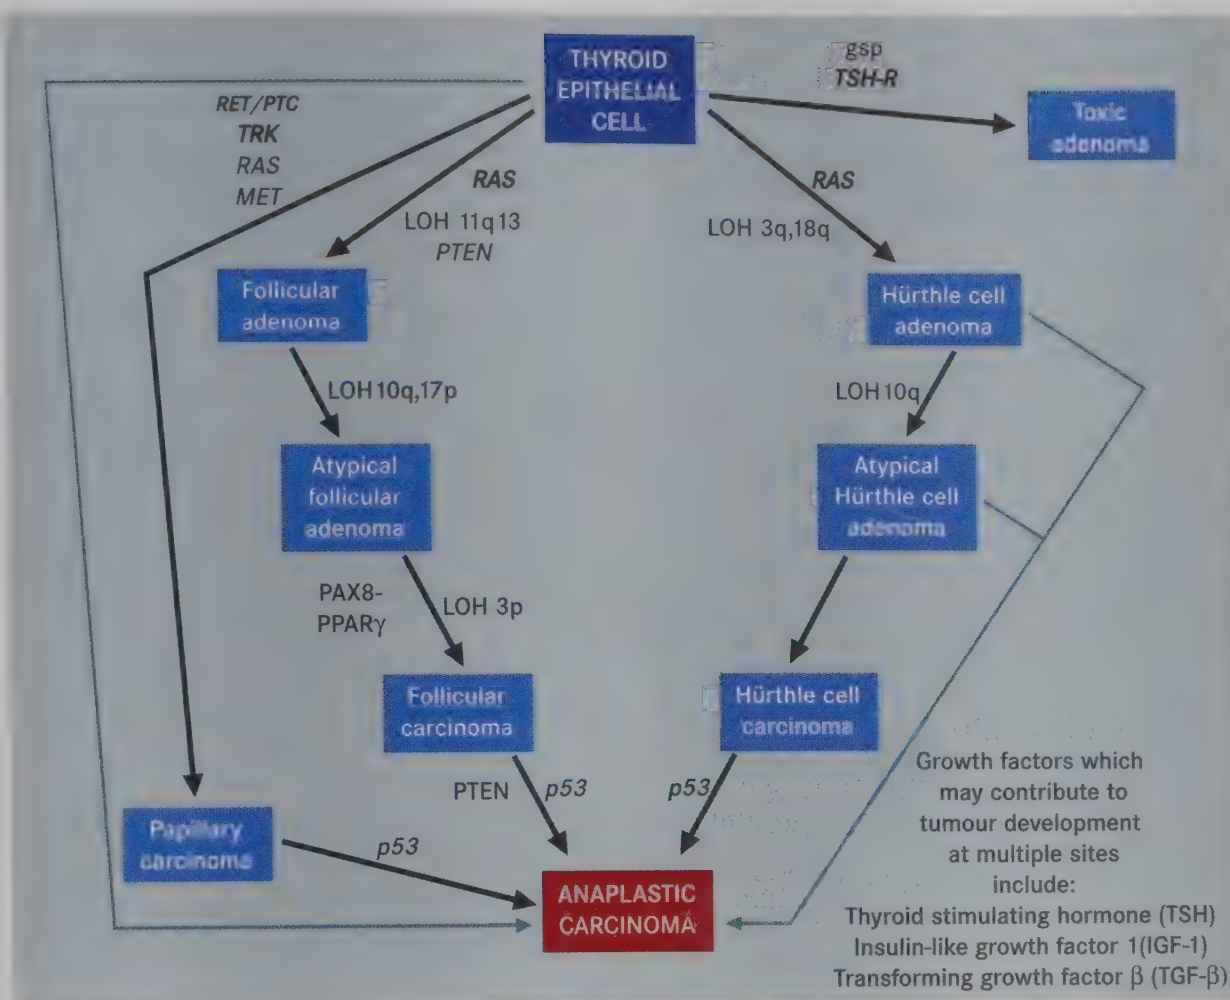 THYROID
EPITHELIAL
CELL
gsp
TSH-R
Toxic
adenoma
RET/PTC
TRK
RAS
MET
RAS
LOH 11q13
PTEN
RAS
LOH 3q,18q
Follicular
adenoma
Hürthle cell
adenoma
LOH10q,17p
LOH10q
Atypical
follicular
adenoma
Atypical
Hürthle cell
adenoma
PAX8-
PPARγ
LOH 3p
Follicular
carcinoma
Hürthle cell
carcinoma
PTEN
p53
p53
Papillary
carcinoma
p53
ANAPLASTIC
CARCINOMA
Growth factors which
may contribute to
tumour development
at multiple sites
include:
Thyroid stimulating hormone (TSH)
Insulin-like growth factor 1(IGF-1)
Transforming growth factor β (TGF-β)